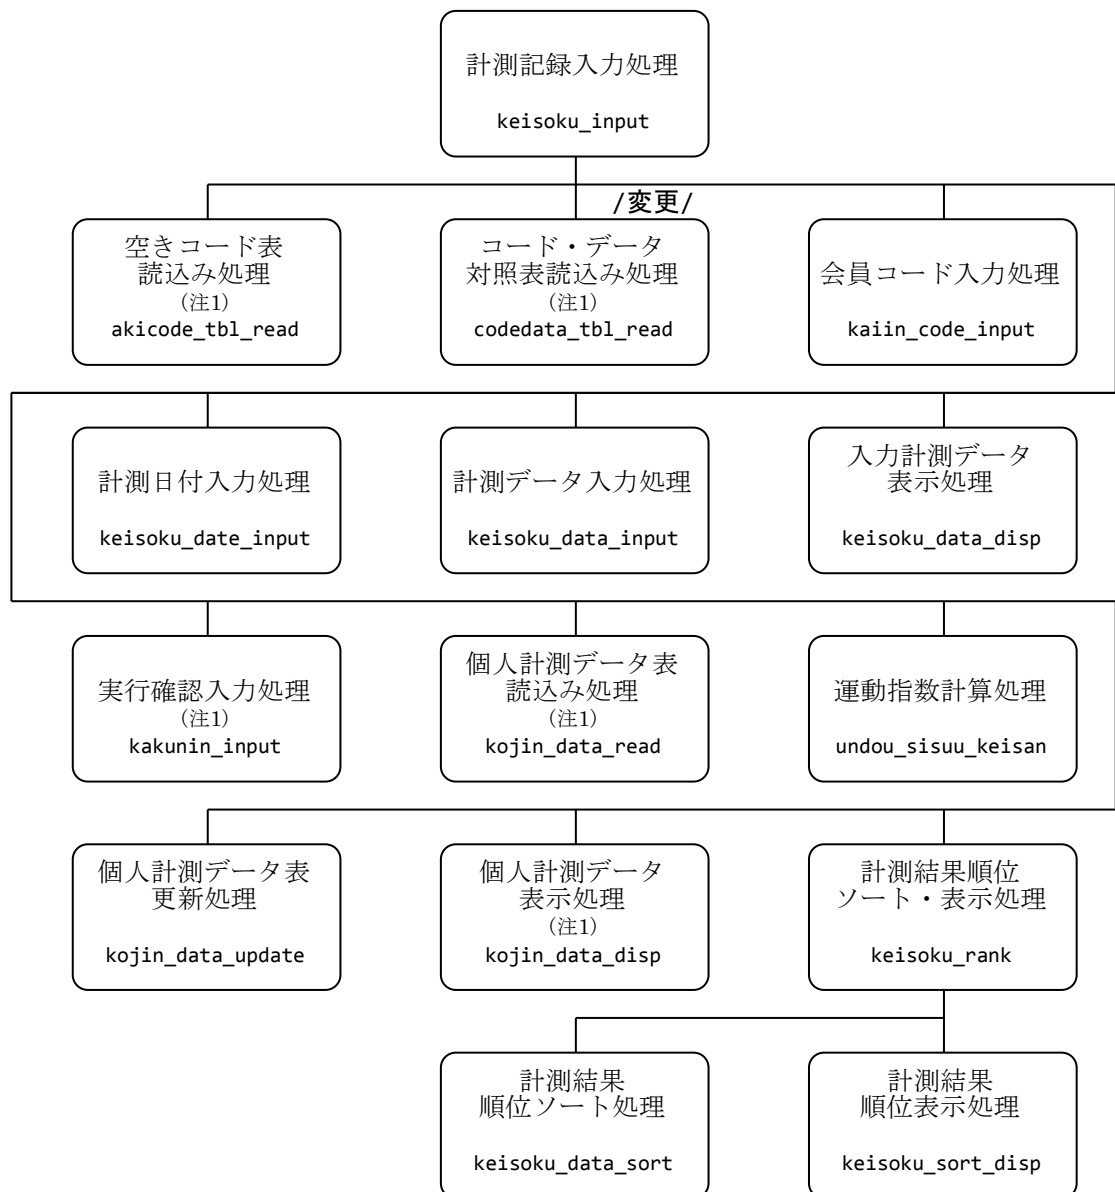 計測記録入力処理
keisoku_input
/変更/
空きコード表
読込み処理
(注1)
akicode_tbl_read
コード・データ
対照表読込み処理
(注1)
codedata_tbl_read
会員コード入力処理
kaiin_code_input
計測日付入力処理
keisoku_date_input
計測データ入力処理
keisoku_data_input
入力計測データ
表示処理
keisoku_data_disp
実行確認入力処理
(注1)
kakunin_input
個人計測データ表
読込み処理
(注1)
kojin_data_read
運動指数計算処理
undou_sisuu_keisan
個人計測データ表
更新処理
kojin_data_update
個人計測データ
表示処理
(注1)
kojin_data_disp
計測結果順位
ソート・表示処理
keisoku_rank
計測結果
順位ソート処理
keisoku_data_sort
計測結果
順位表示処理
keisoku_sort_disp